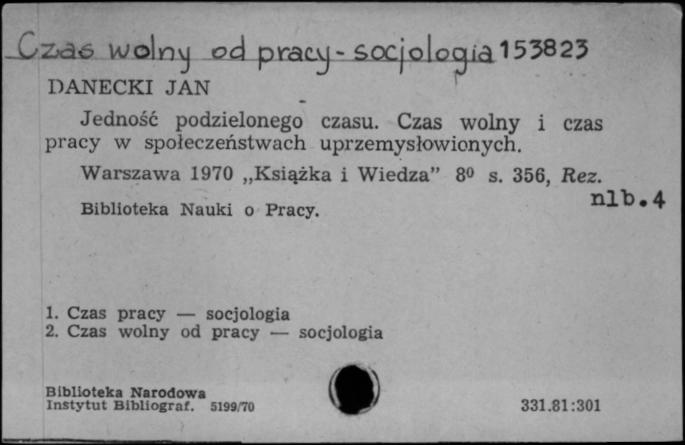 Czas wolny od pracy - socjologia 153823
DANECKI JAN
Jedność podzielonego czasu. Czas wolny i czas
pracy w społeczeństwach uprzemysłowionych.
Warszawa 1970 „Książka i Wiedza” 8⁰ s. 356, Rez.
nlb. 4
Biblioteka Nauki o Pracy.
1. Czas pracy — socjologia
2. Czas wolny od pracy — socjologia
Biblioteka Narodowa
Instytut Bibliograf. 5199/70
331.81:301